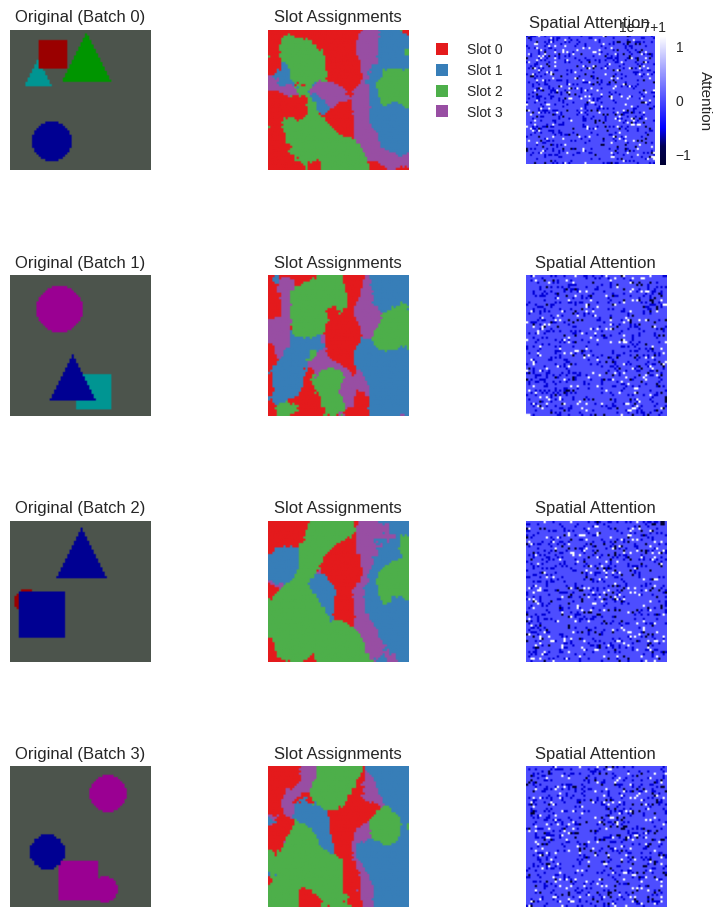 Original (Batch 0)
Slot Assignments
Slot 0
Slot 1
Slot 2
Slot 3
Spatial Attention
1e−7+1
1
0
−1
Attention
Original (Batch 1)
Slot Assignments
Spatial Attention
Original (Batch 2)
Slot Assignments
Spatial Attention
Original (Batch 3)
Slot Assignments
Spatial Attention